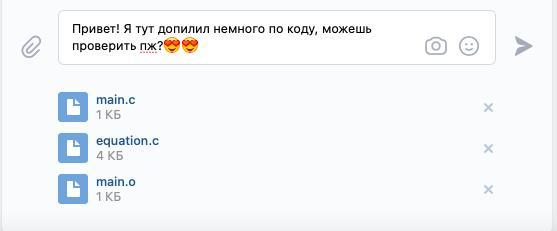 Привет! Я тут допилил немного по коду, можешь
проверить пж?😍😍
main.c
1 КБ
equation.c
4 КБ
main.o
1 КБ